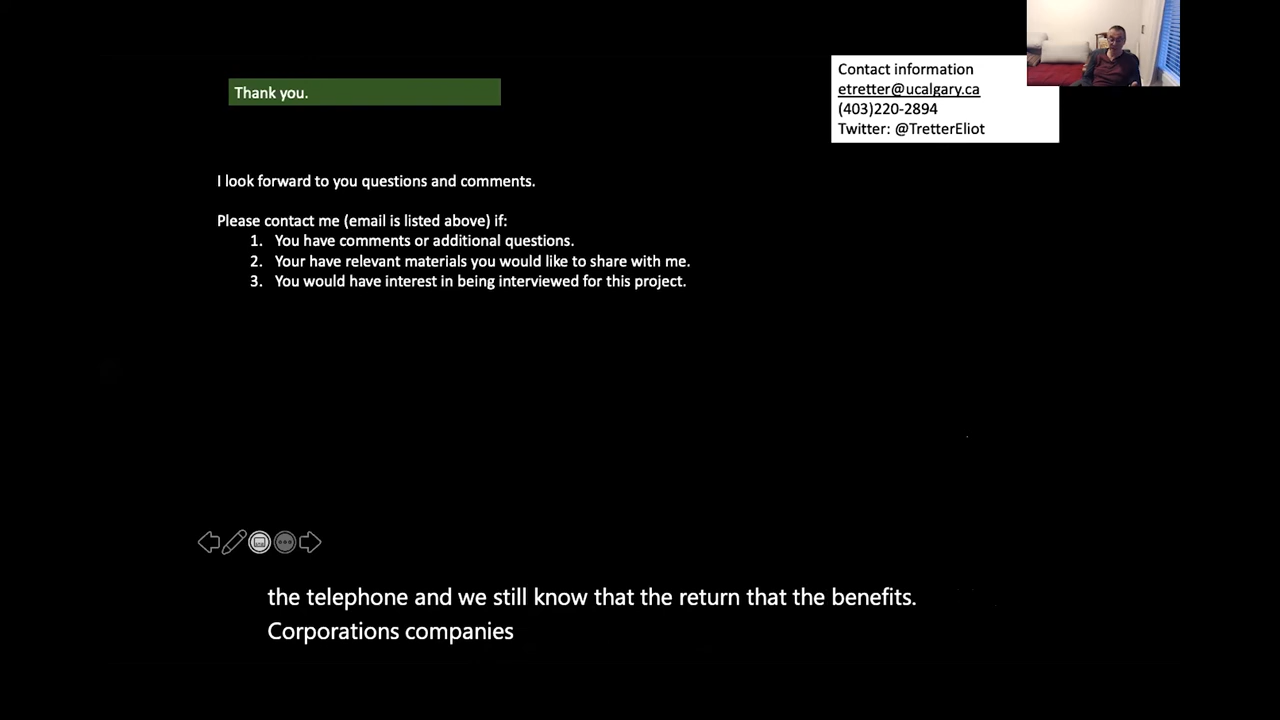 Thank you.
Contact information
etretter@ucalgary.ca
(403)220-2894
Twitter: @TretterEliot
I look forward to you questions and comments.
Please contact me (email is listed above) if:
1. You have comments or additional questions.
2. Your have relevant materials you would like to share with me.
3. You would have interest in being interviewed for this project.
the telephone and we still know that the return that the benefits.
Corporations companies